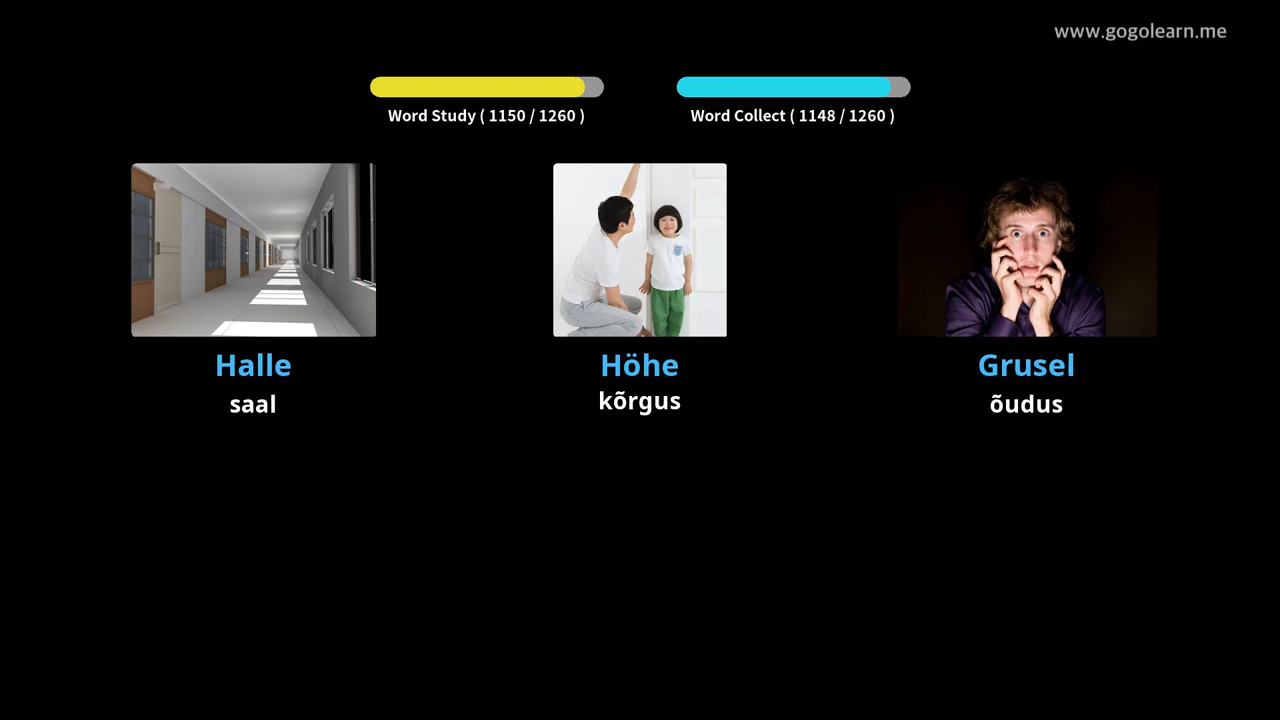 www.gogolearn.me
Word Study ( 1150 / 1260 )
Word Collect ( 1148 / 1260 )
Halle
Höhe
Grusel
saal
kõrgus
õudus